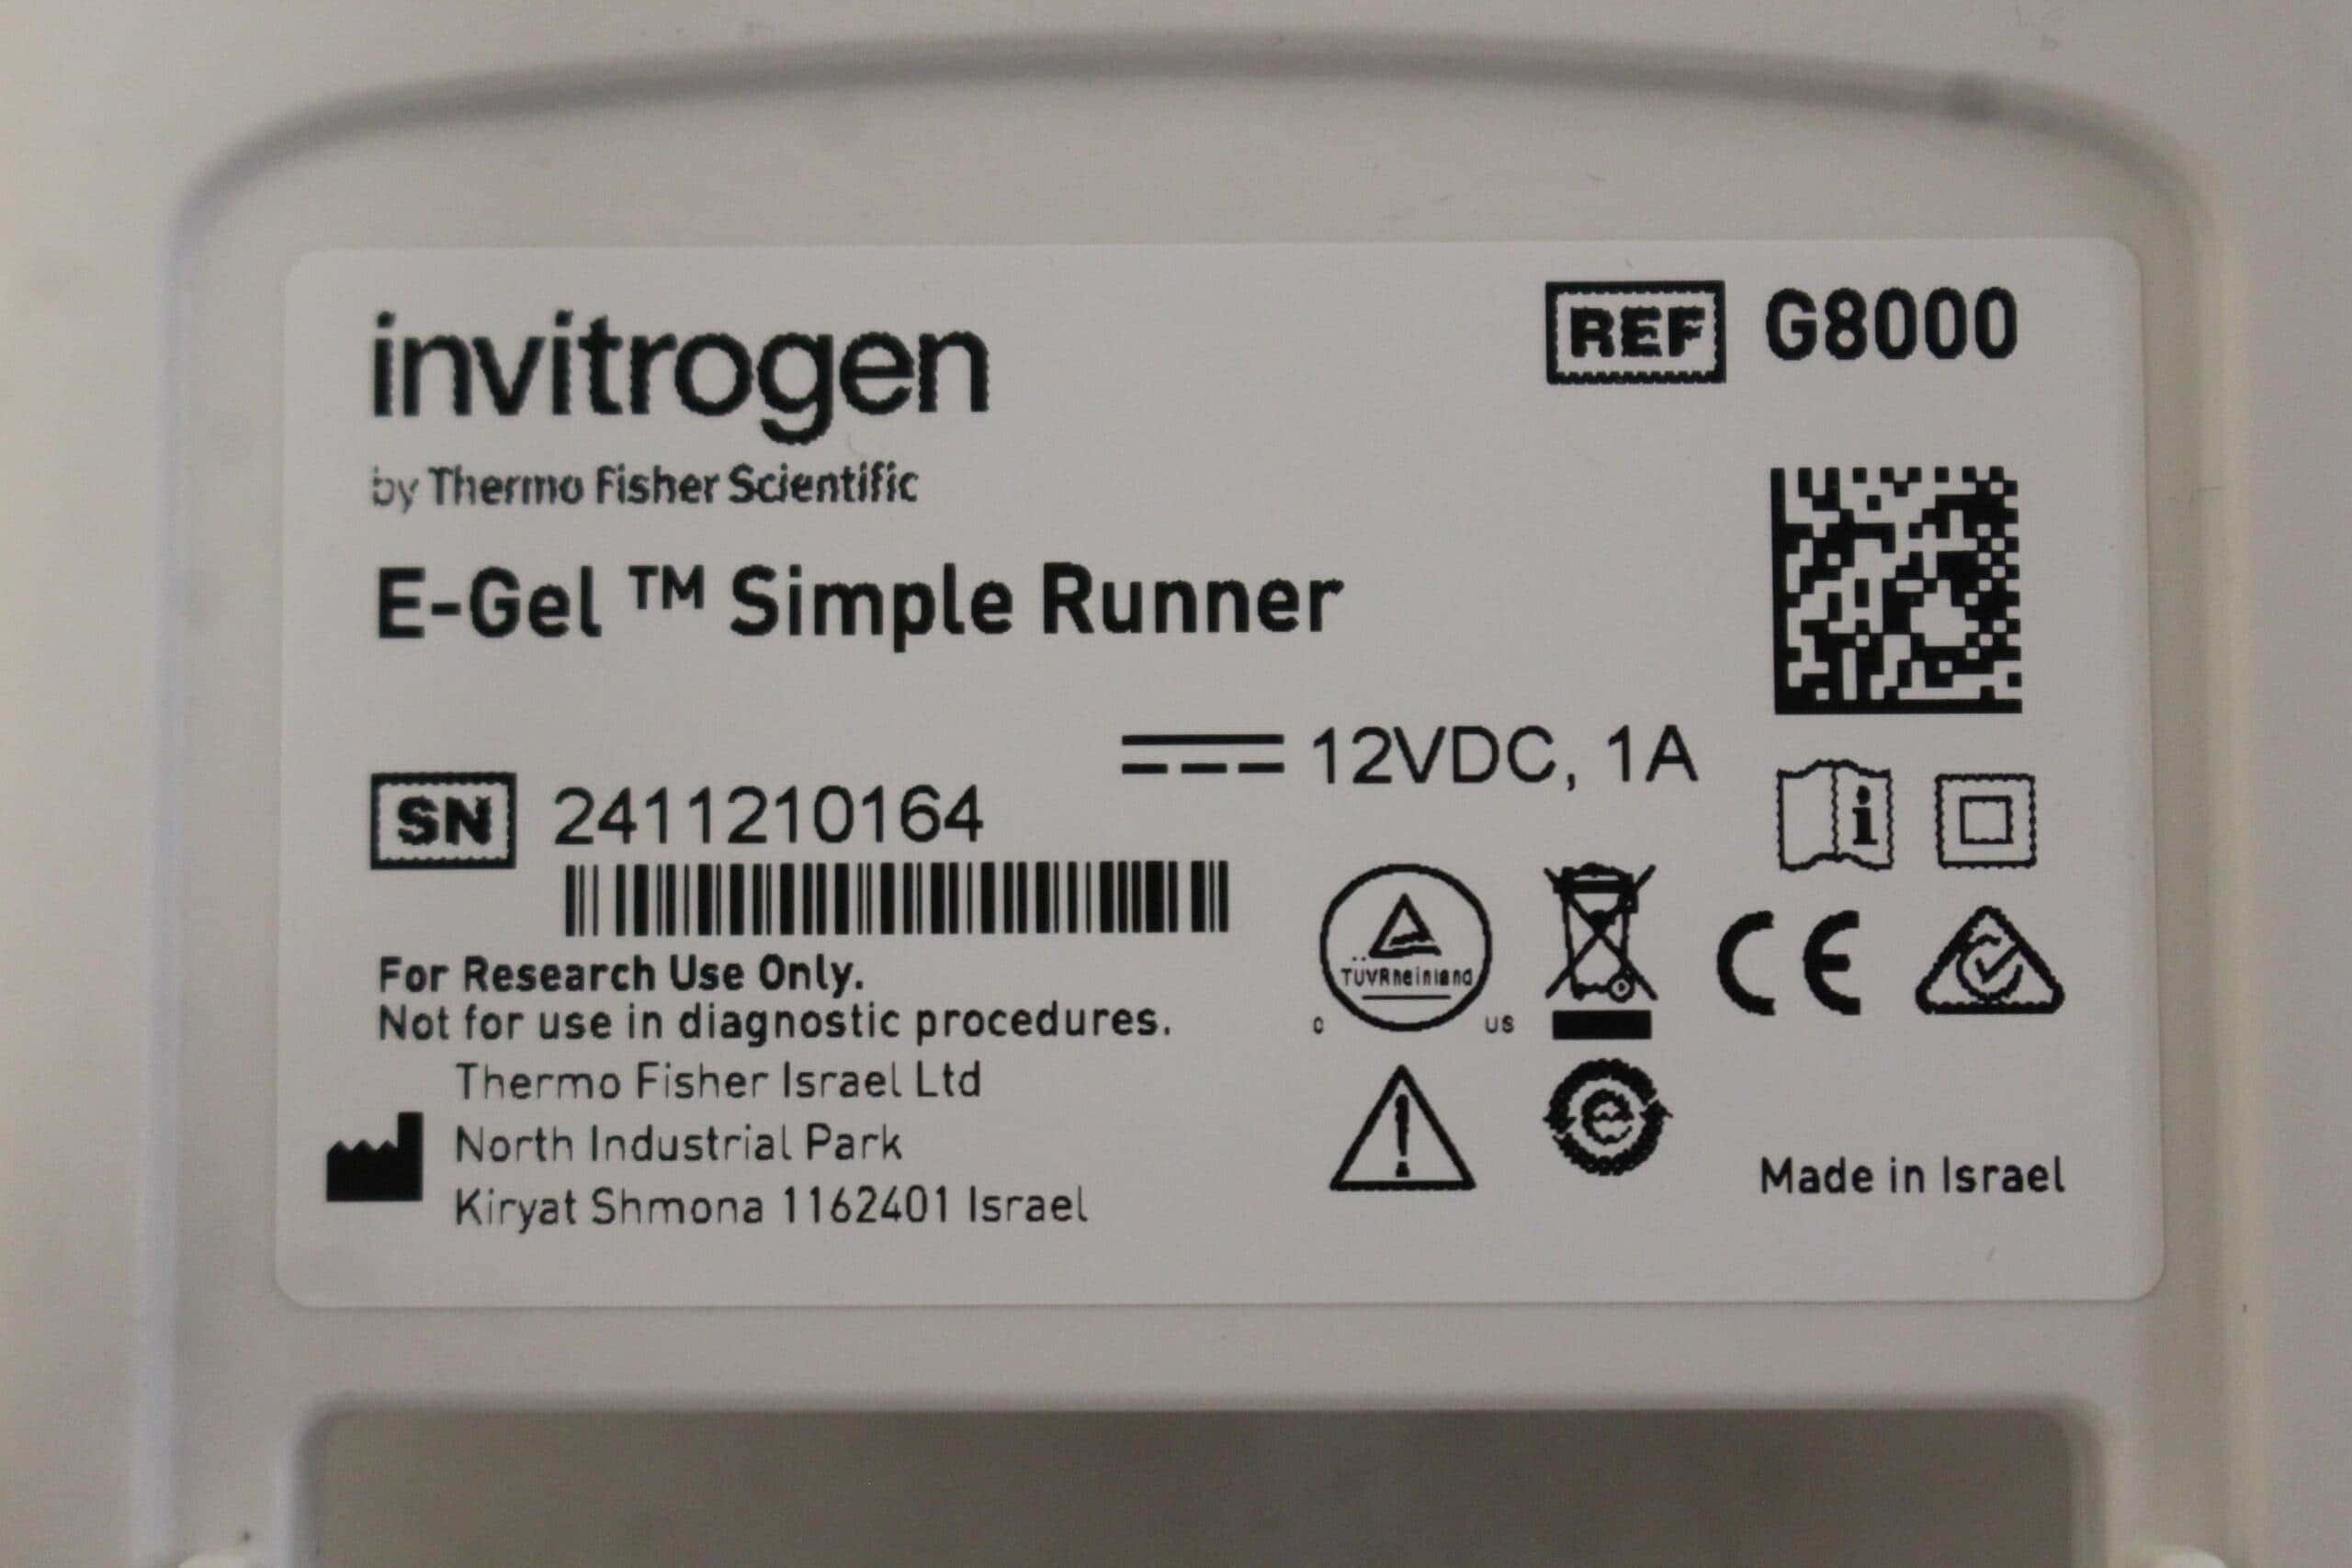 invitrogen
by Thermo Fisher Scientific
REF G8000
E-Gel ™ Simple Runner
12VDC, 1A
SN 2411210164
For Research Use Only.
Not for use in diagnostic procedures.
Thermo Fisher Israel Ltd
North Industrial Park
Kiryat Shmona 1162401 Israel
i
TÜVRheinland
c US
CE
e
Made in Israel